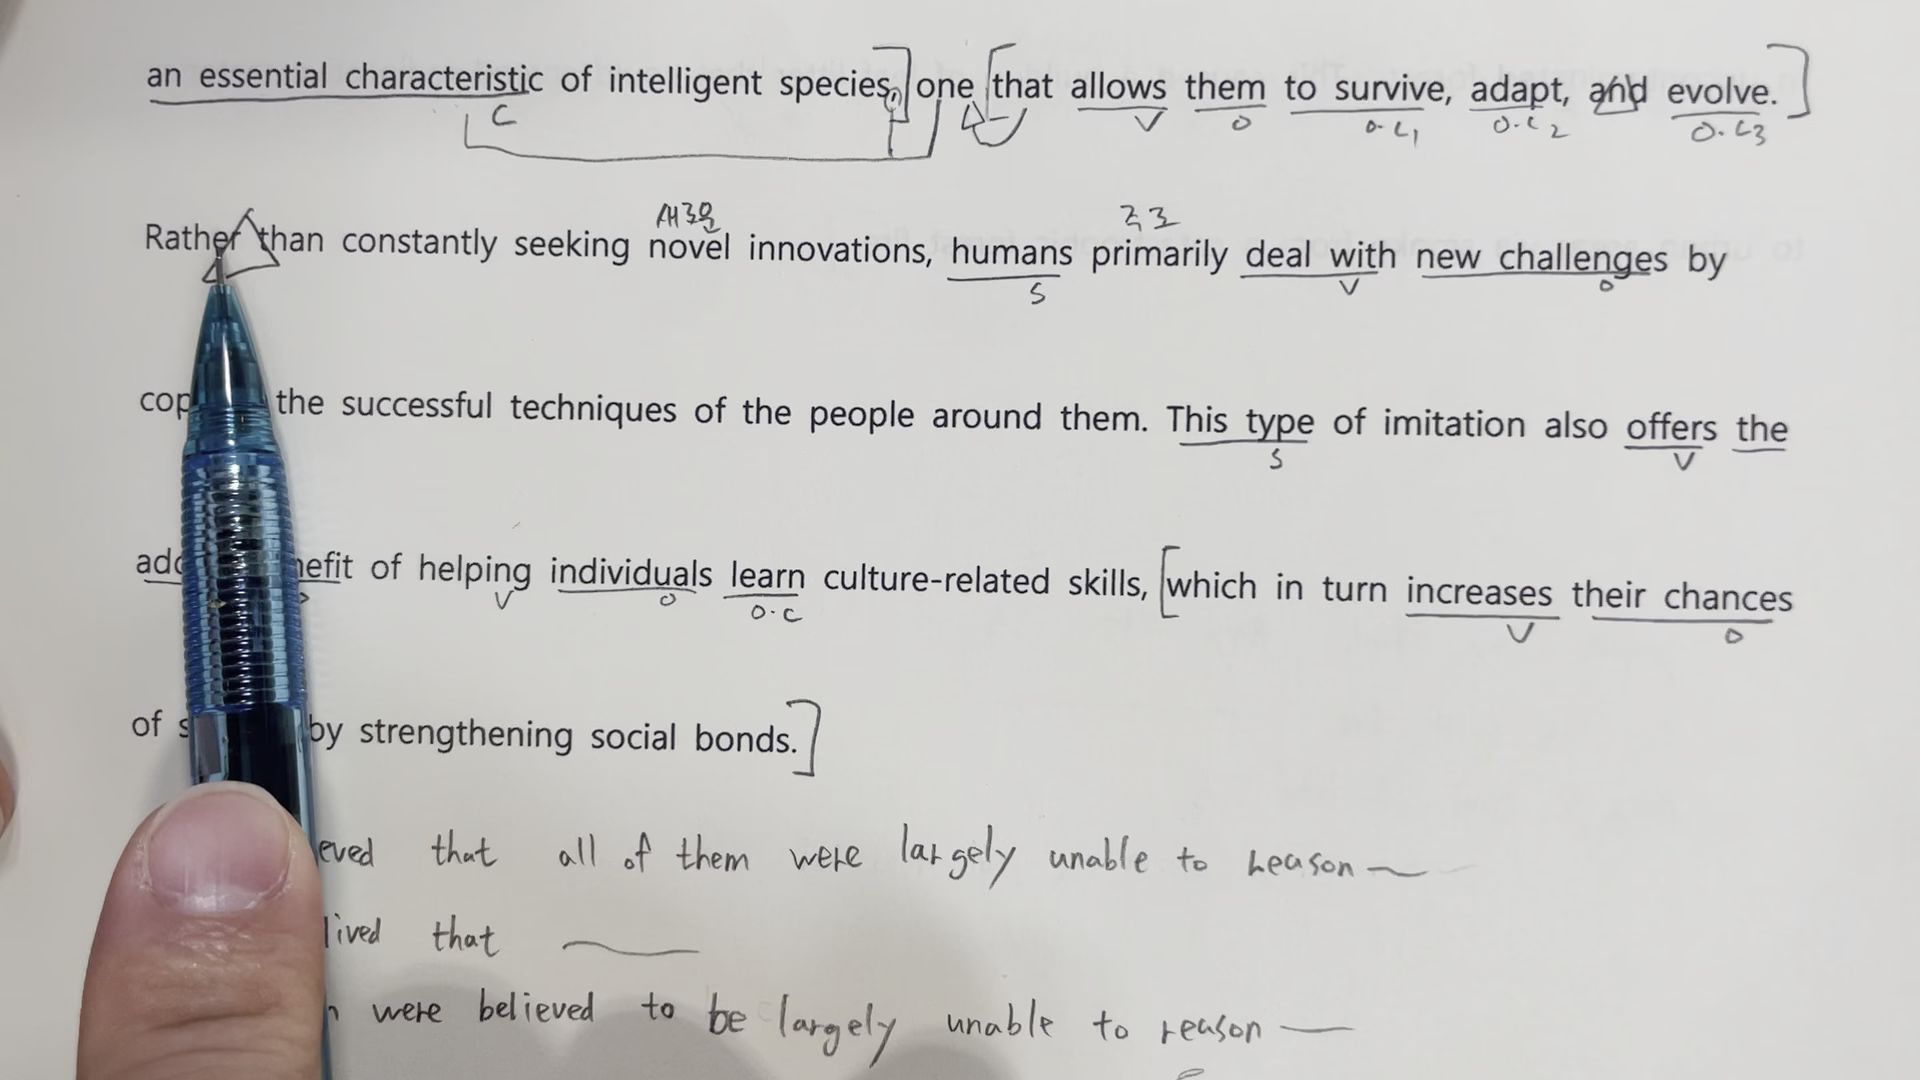 an essential characteristic of intelligent species, one that allows them to survive, adapt, and evolve.
C V O O·C1 O·C2 O·C3
새로운 주로
Rather than constantly seeking novel innovations, humans primarily deal with new challenges by
S V O
the successful techniques of the people around them. This type of imitation also offers the
S V
of helping individuals learn culture-related skills, which in turn increases their chances
V O O·C V O
of by strengthening social bonds.
that all of them were largely unable to reason
that
were believed to be largely unable to reason